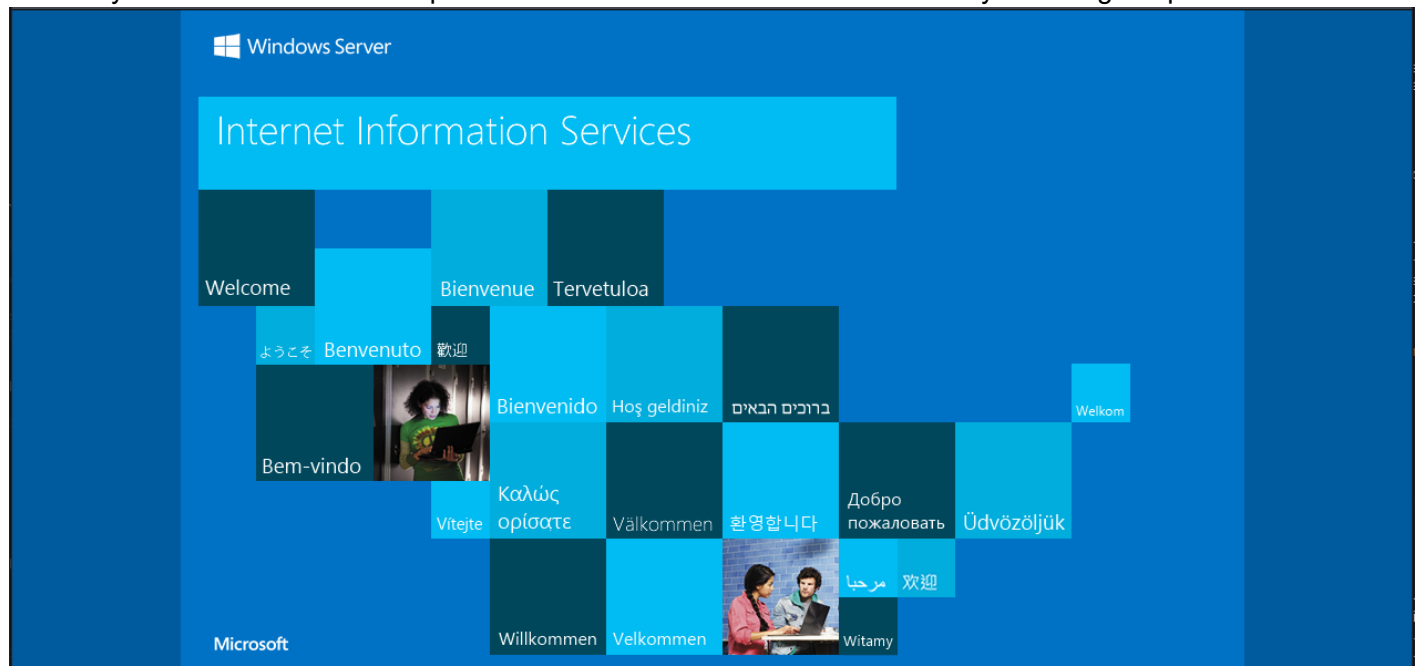 Windows Server
Internet Information Services
Welcome
Bienvenue
Tervetuloa
ようこそ
Benvenuto
歡迎
Bienvenido
Hoş geldiniz
ברוכים הבאים
Welkom
Bem-vindo
Vítejte
Καλώς
ορίσατε
Välkommen
환영합니다
Добро
пожаловать
Üdvözöljük
مرحبا
欢迎
Microsoft
Willkommen
Velkommen
Witamy